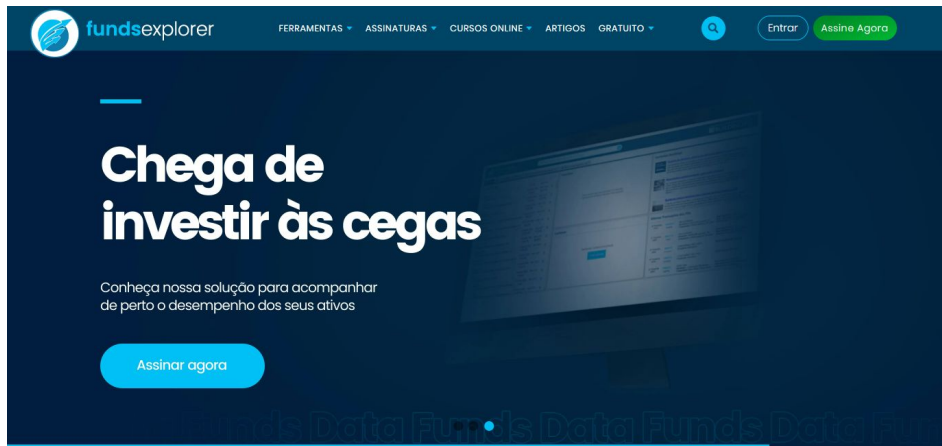 fundsexplorer
FERRAMENTAS ASSINATURAS CURSOS ONLINE ARTIGOS GRATUITO
Entrar Assine Agora
Chega de
investir às cegas
Conheça nossa solução para acompanhar
de perto o desempenho dos seus ativos
Assinar agora
Funds Data Funds Data Funds Data Fun